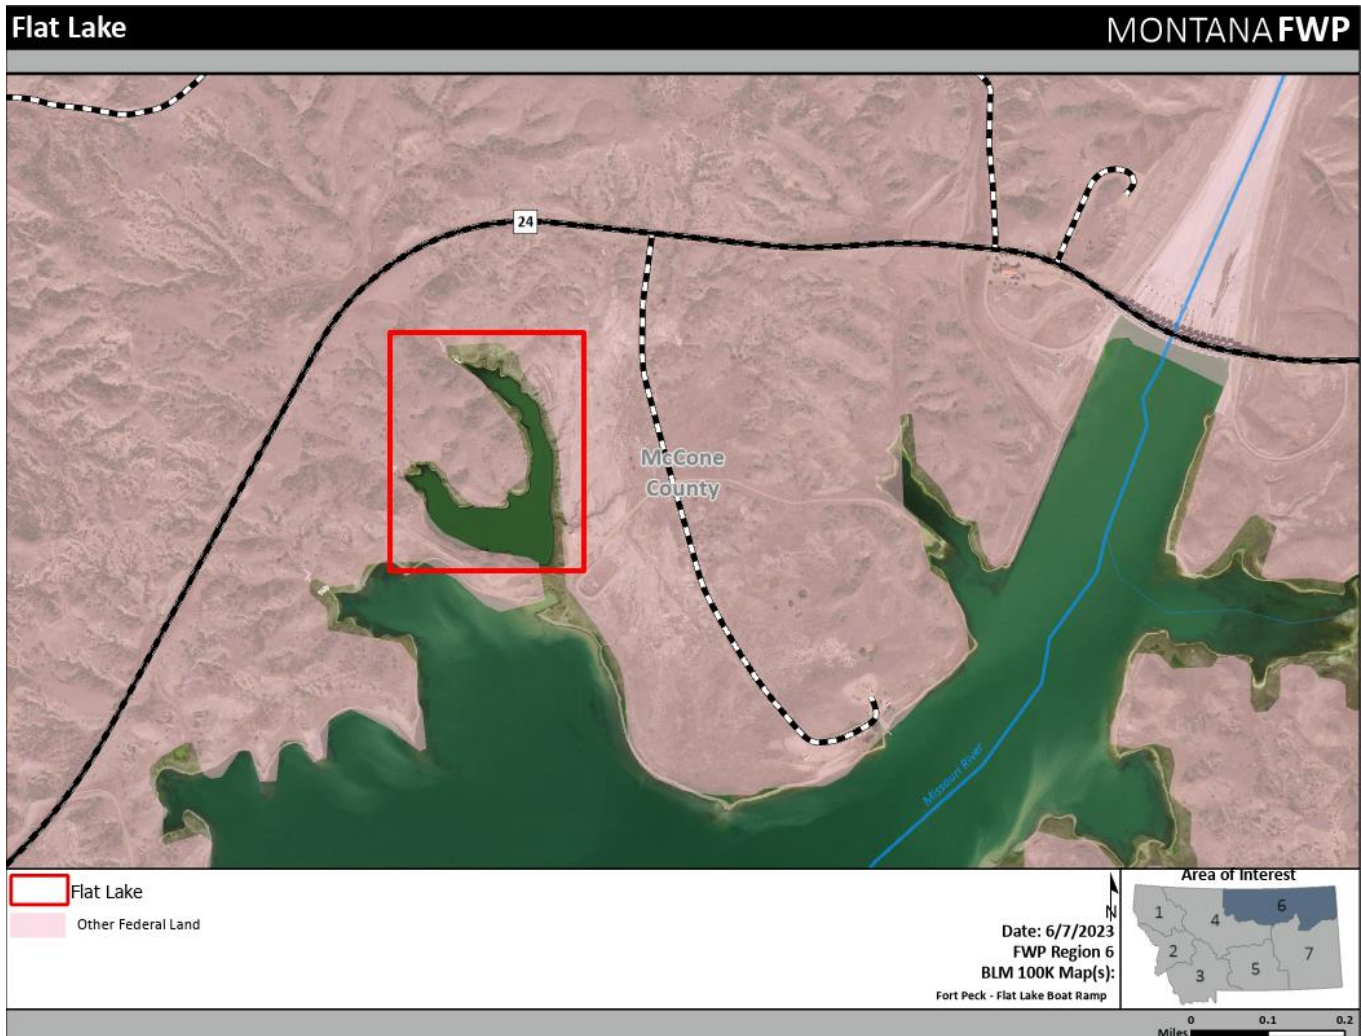 Flat Lake
MONTANA FWP
24
McCone
County
Missouri River
Flat Lake
Other Federal Land
N
Date: 6/7/2023
FWP Region 6
BLM 100K Map(s):
Fort Peck - Flat Lake Boat Ramp
Area of Interest
1
4
6
2
7
3
5
0 0.1 0.2
Miles